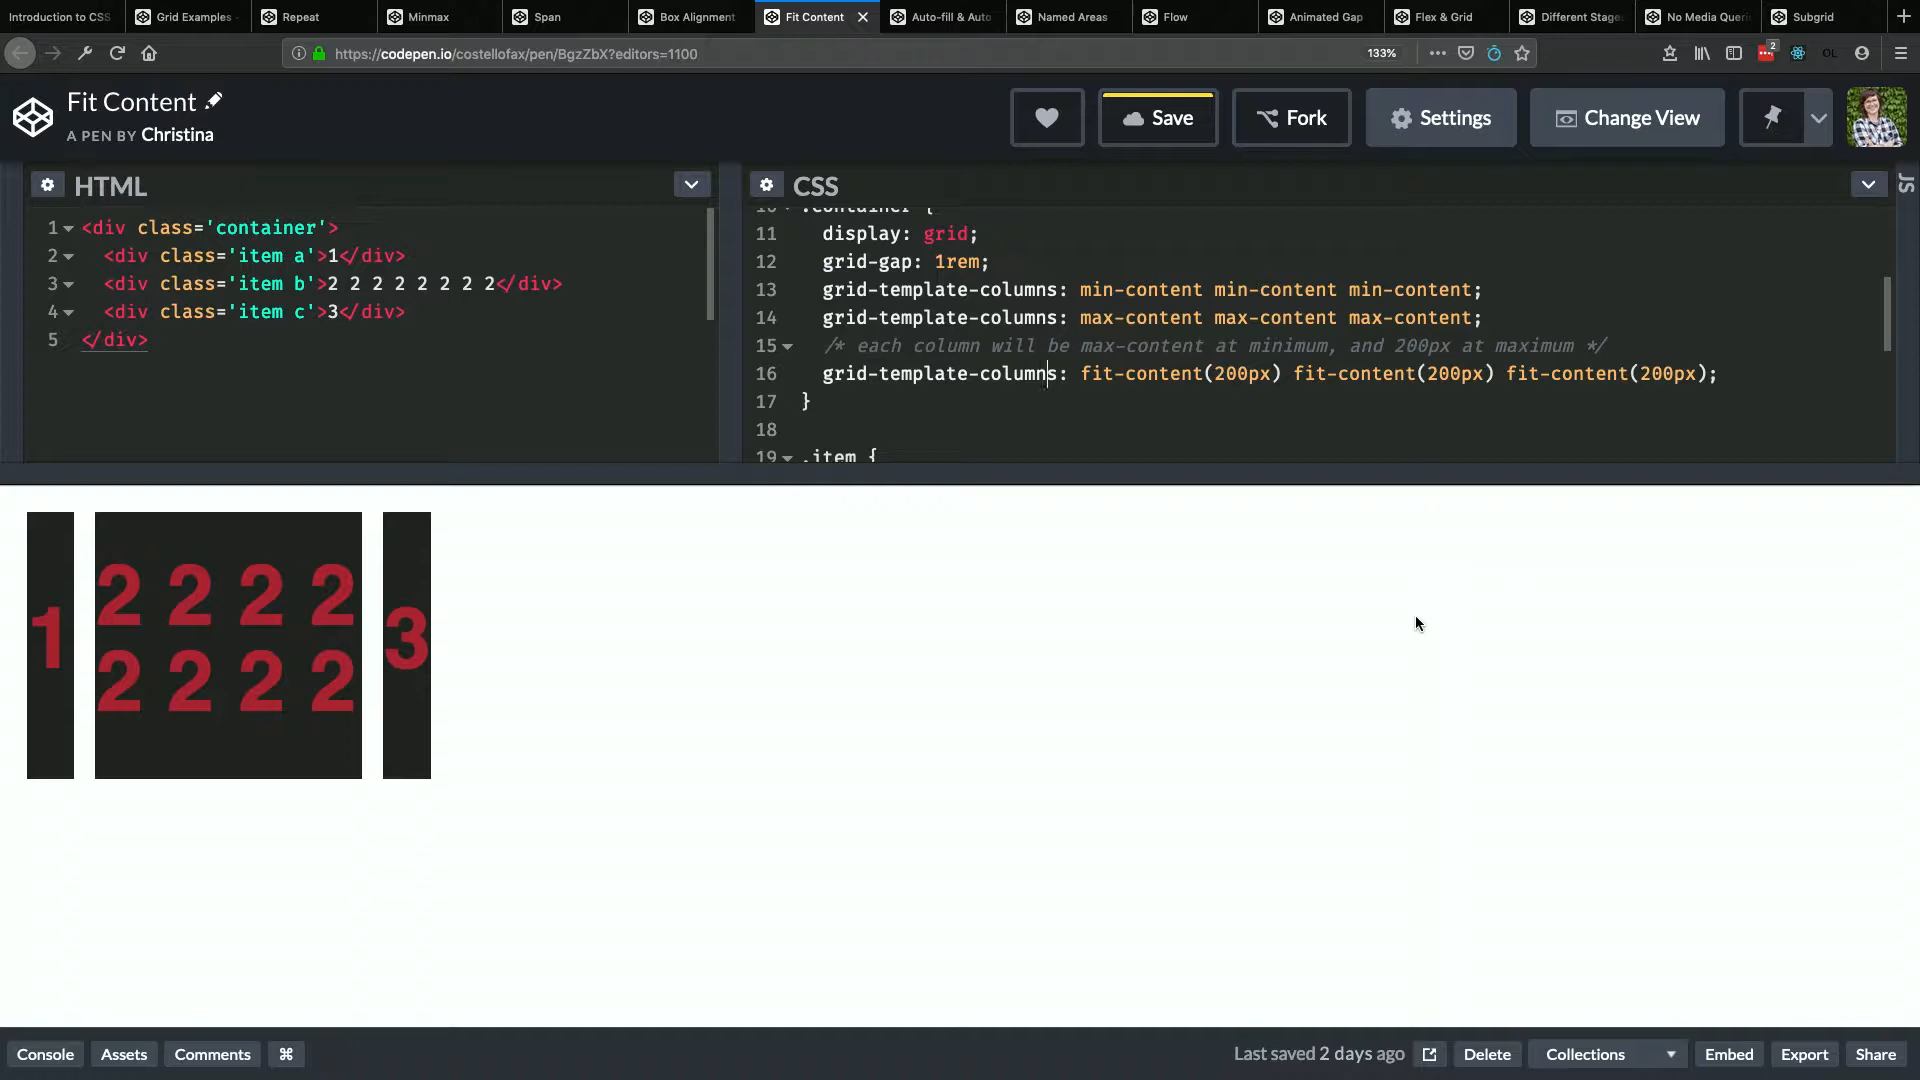 Introduction to CSS
Grid Examples -
Repeat
Minmax
Span
Box Alignment
Fit Content
Auto-fill & Auto
Named Areas
Flow
Animated Gap
Flex & Grid
Different Stage
No Media Queri
Subgrid
https://codepen.io/costellofax/pen/BgzZbX?editors=1100
133%
2
OL
Fit Content
A PEN BY Christina
Save
Fork
Settings
Change View
HTML
1 <div class='container'>
2 <div class='item a'>1</div>
3 <div class='item b'>2 2 2 2 2 2 2 2</div>
4 <div class='item c'>3</div>
5 </div>
CSS
JS
10 .container {
11 display: grid;
12 grid-gap: 1rem;
13 grid-template-columns: min-content min-content min-content;
14 grid-template-columns: max-content max-content max-content;
15 /* each column will be max-content at minimum, and 200px at maximum */
16 grid-template-columns: fit-content(200px) fit-content(200px) fit-content(200px);
17 }
18
19 .item {
1
2 2 2 2
2 2 2 2
3
Console
Assets
Comments
⌘
Last saved 2 days ago
Delete
Collections
Embed
Export
Share